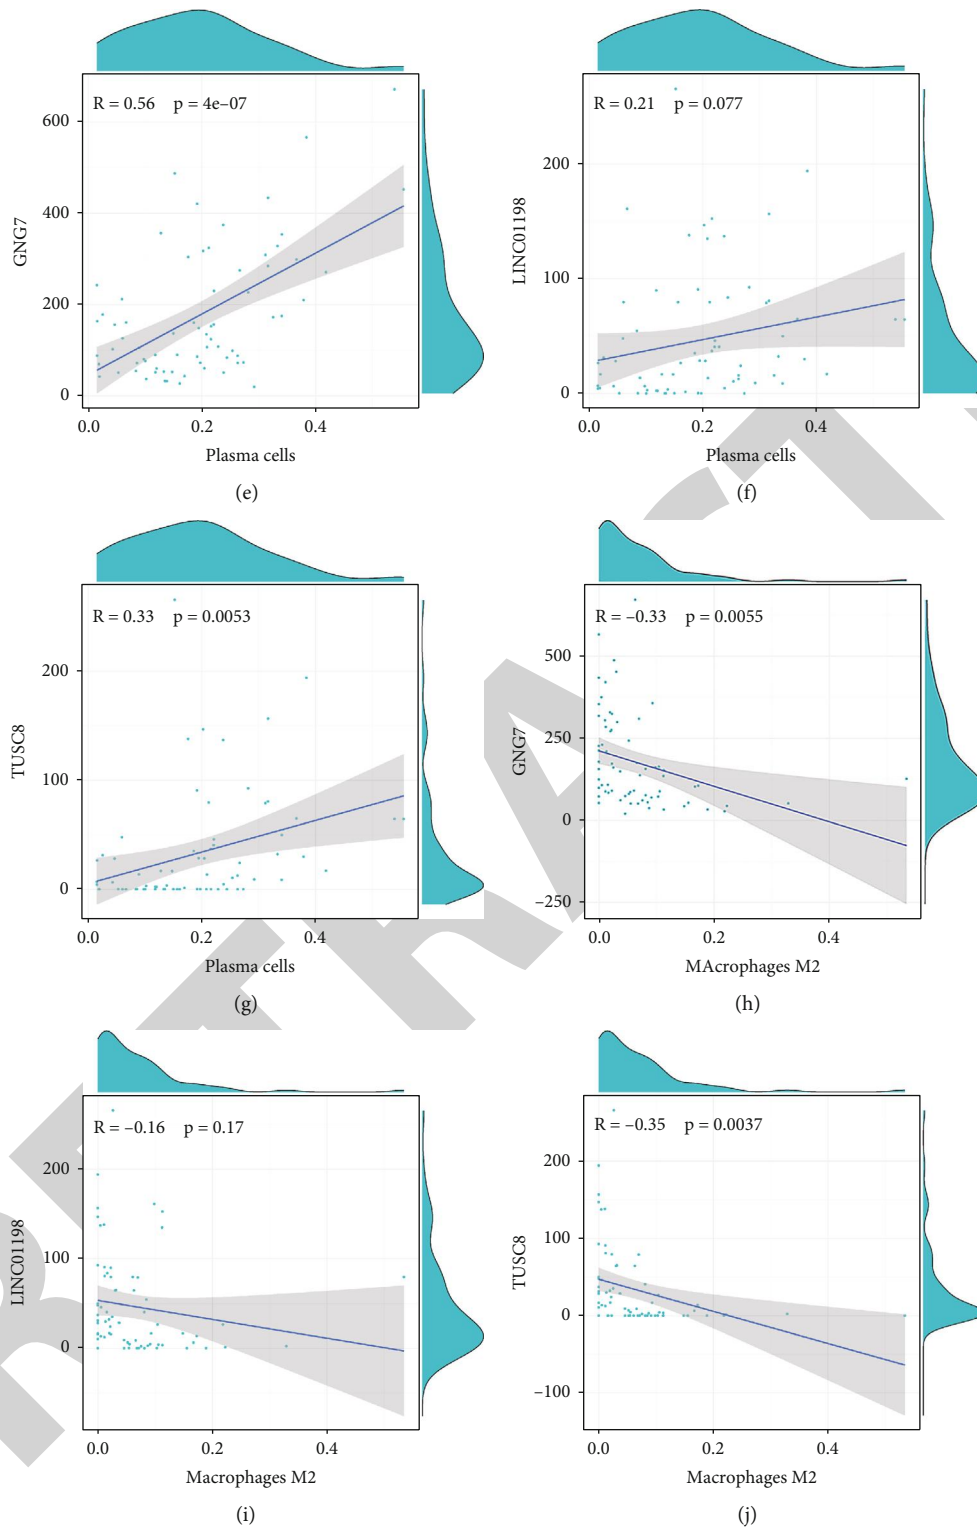 R = 0.56 p = 4e–07
GNG7
600
400
200
0
0.0 0.2 0.4
Plasma cells
(e)
R = 0.21 p = 0.077
LINC01198
200
100
0
0.0 0.2 0.4
Plasma cells
(f)
R = 0.33 p = 0.0053
TUSC8
200
100
0
0.0 0.2 0.4
Plasma cells
(g)
R = –0.33 p = 0.0055
GNG7
500
250
0
–250
0.0 0.2 0.4
MAcrophages M2
(h)
R = –0.16 p = 0.17
LINC01198
200
100
0
0.0 0.2 0.4
Macrophages M2
(i)
R = –0.35 p = 0.0037
TUSC8
200
100
0
–100
0.0 0.2 0.4
Macrophages M2
(j)